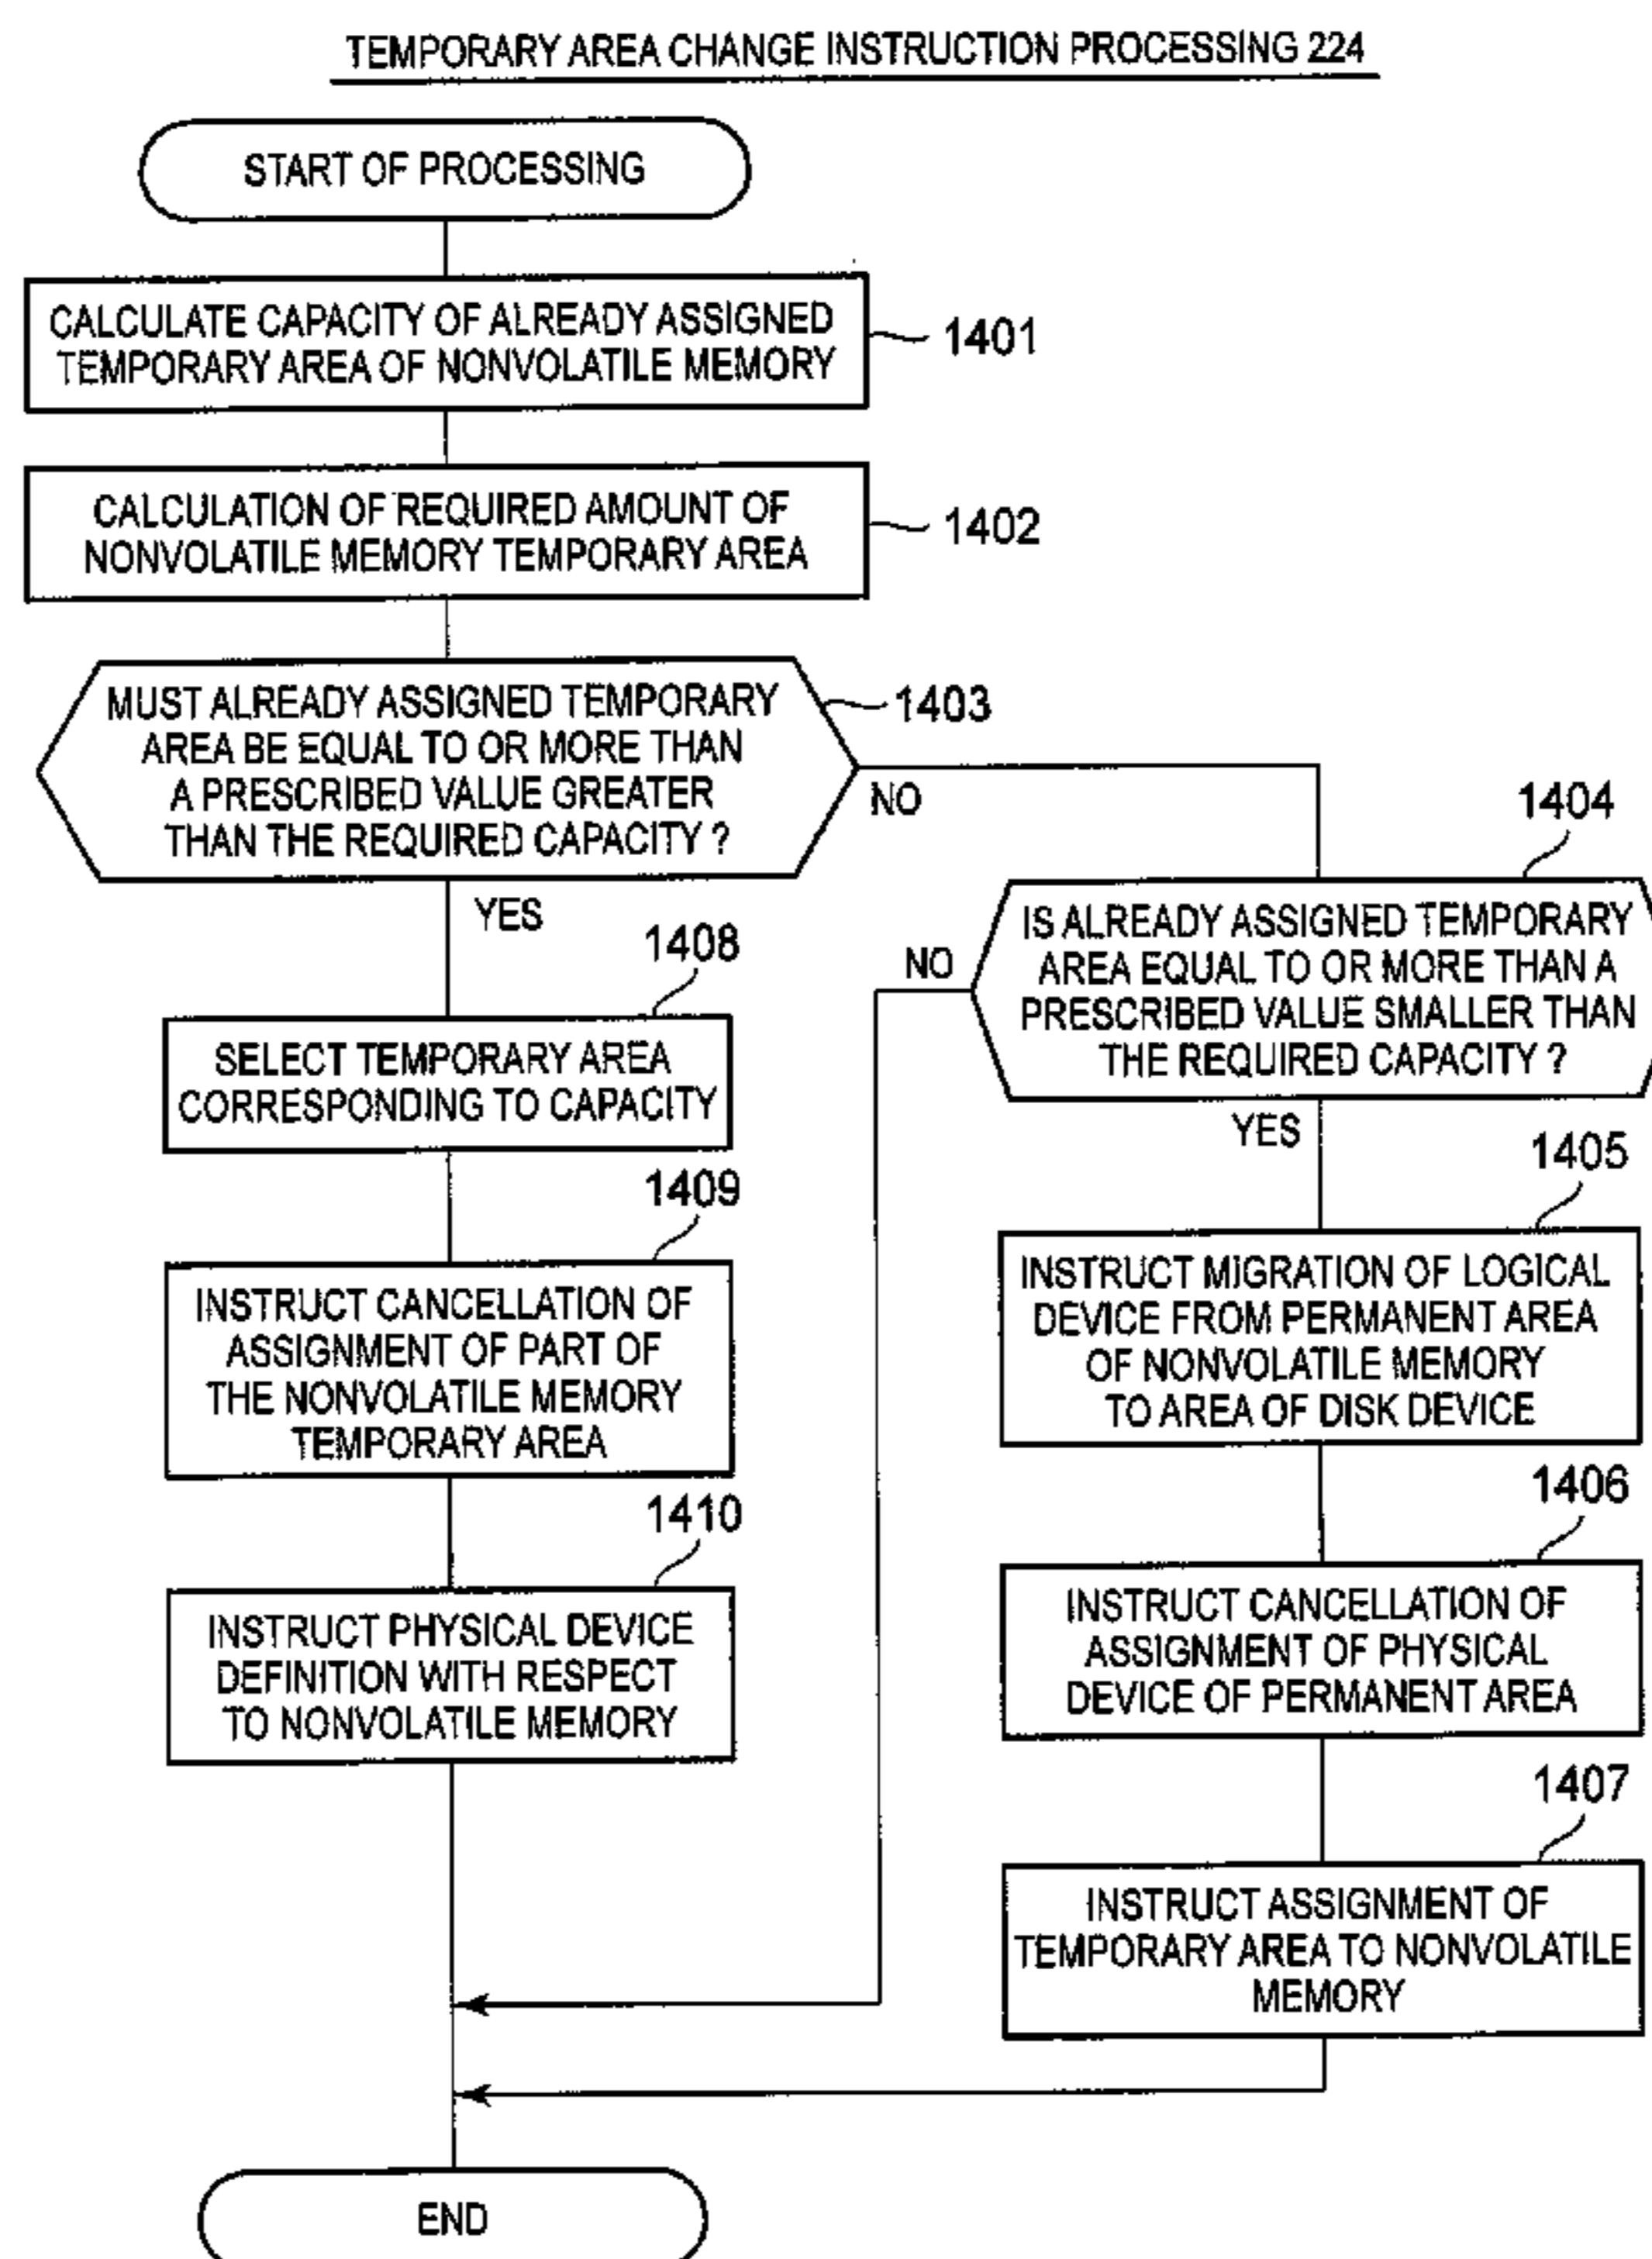 TEMPORARY AREA CHANGE INSTRUCTION PROCESSING 224
START OF PROCESSING
CALCULATE CAPACITY OF ALREADY ASSIGNED
TEMPORARY AREA OF NONVOLATILE MEMORY
1401
CALCULATION OF REQUIRED AMOUNT OF
NONVOLATILE MEMORY TEMPORARY AREA
1402
MUST ALREADY ASSIGNED TEMPORARY
AREA BE EQUAL TO OR MORE THAN
A PRESCRIBED VALUE GREATER
THAN THE REQUIRED CAPACITY ?
1403
NO
YES
1404
IS ALREADY ASSIGNED TEMPORARY
AREA EQUAL TO OR MORE THAN A
PRESCRIBED VALUE SMALLER THAN
THE REQUIRED CAPACITY ?
NO
YES
1408
SELECT TEMPORARY AREA
CORRESPONDING TO CAPACITY
1409
INSTRUCT CANCELLATION OF
ASSIGNMENT OF PART OF
THE NONVOLATILE MEMORY
TEMPORARY AREA
1410
INSTRUCT PHYSICAL DEVICE
DEFINITION WITH RESPECT
TO NONVOLATILE MEMORY
1405
INSTRUCT MIGRATION OF LOGICAL
DEVICE FROM PERMANENT AREA
OF NONVOLATILE MEMORY
TO AREA OF DISK DEVICE
1406
INSTRUCT CANCELLATION OF
ASSIGNMENT OF PHYSICAL
DEVICE OF PERMANENT AREA
1407
INSTRUCT ASSIGNMENT OF
TEMPORARY AREA TO NONVOLATILE
MEMORY
END